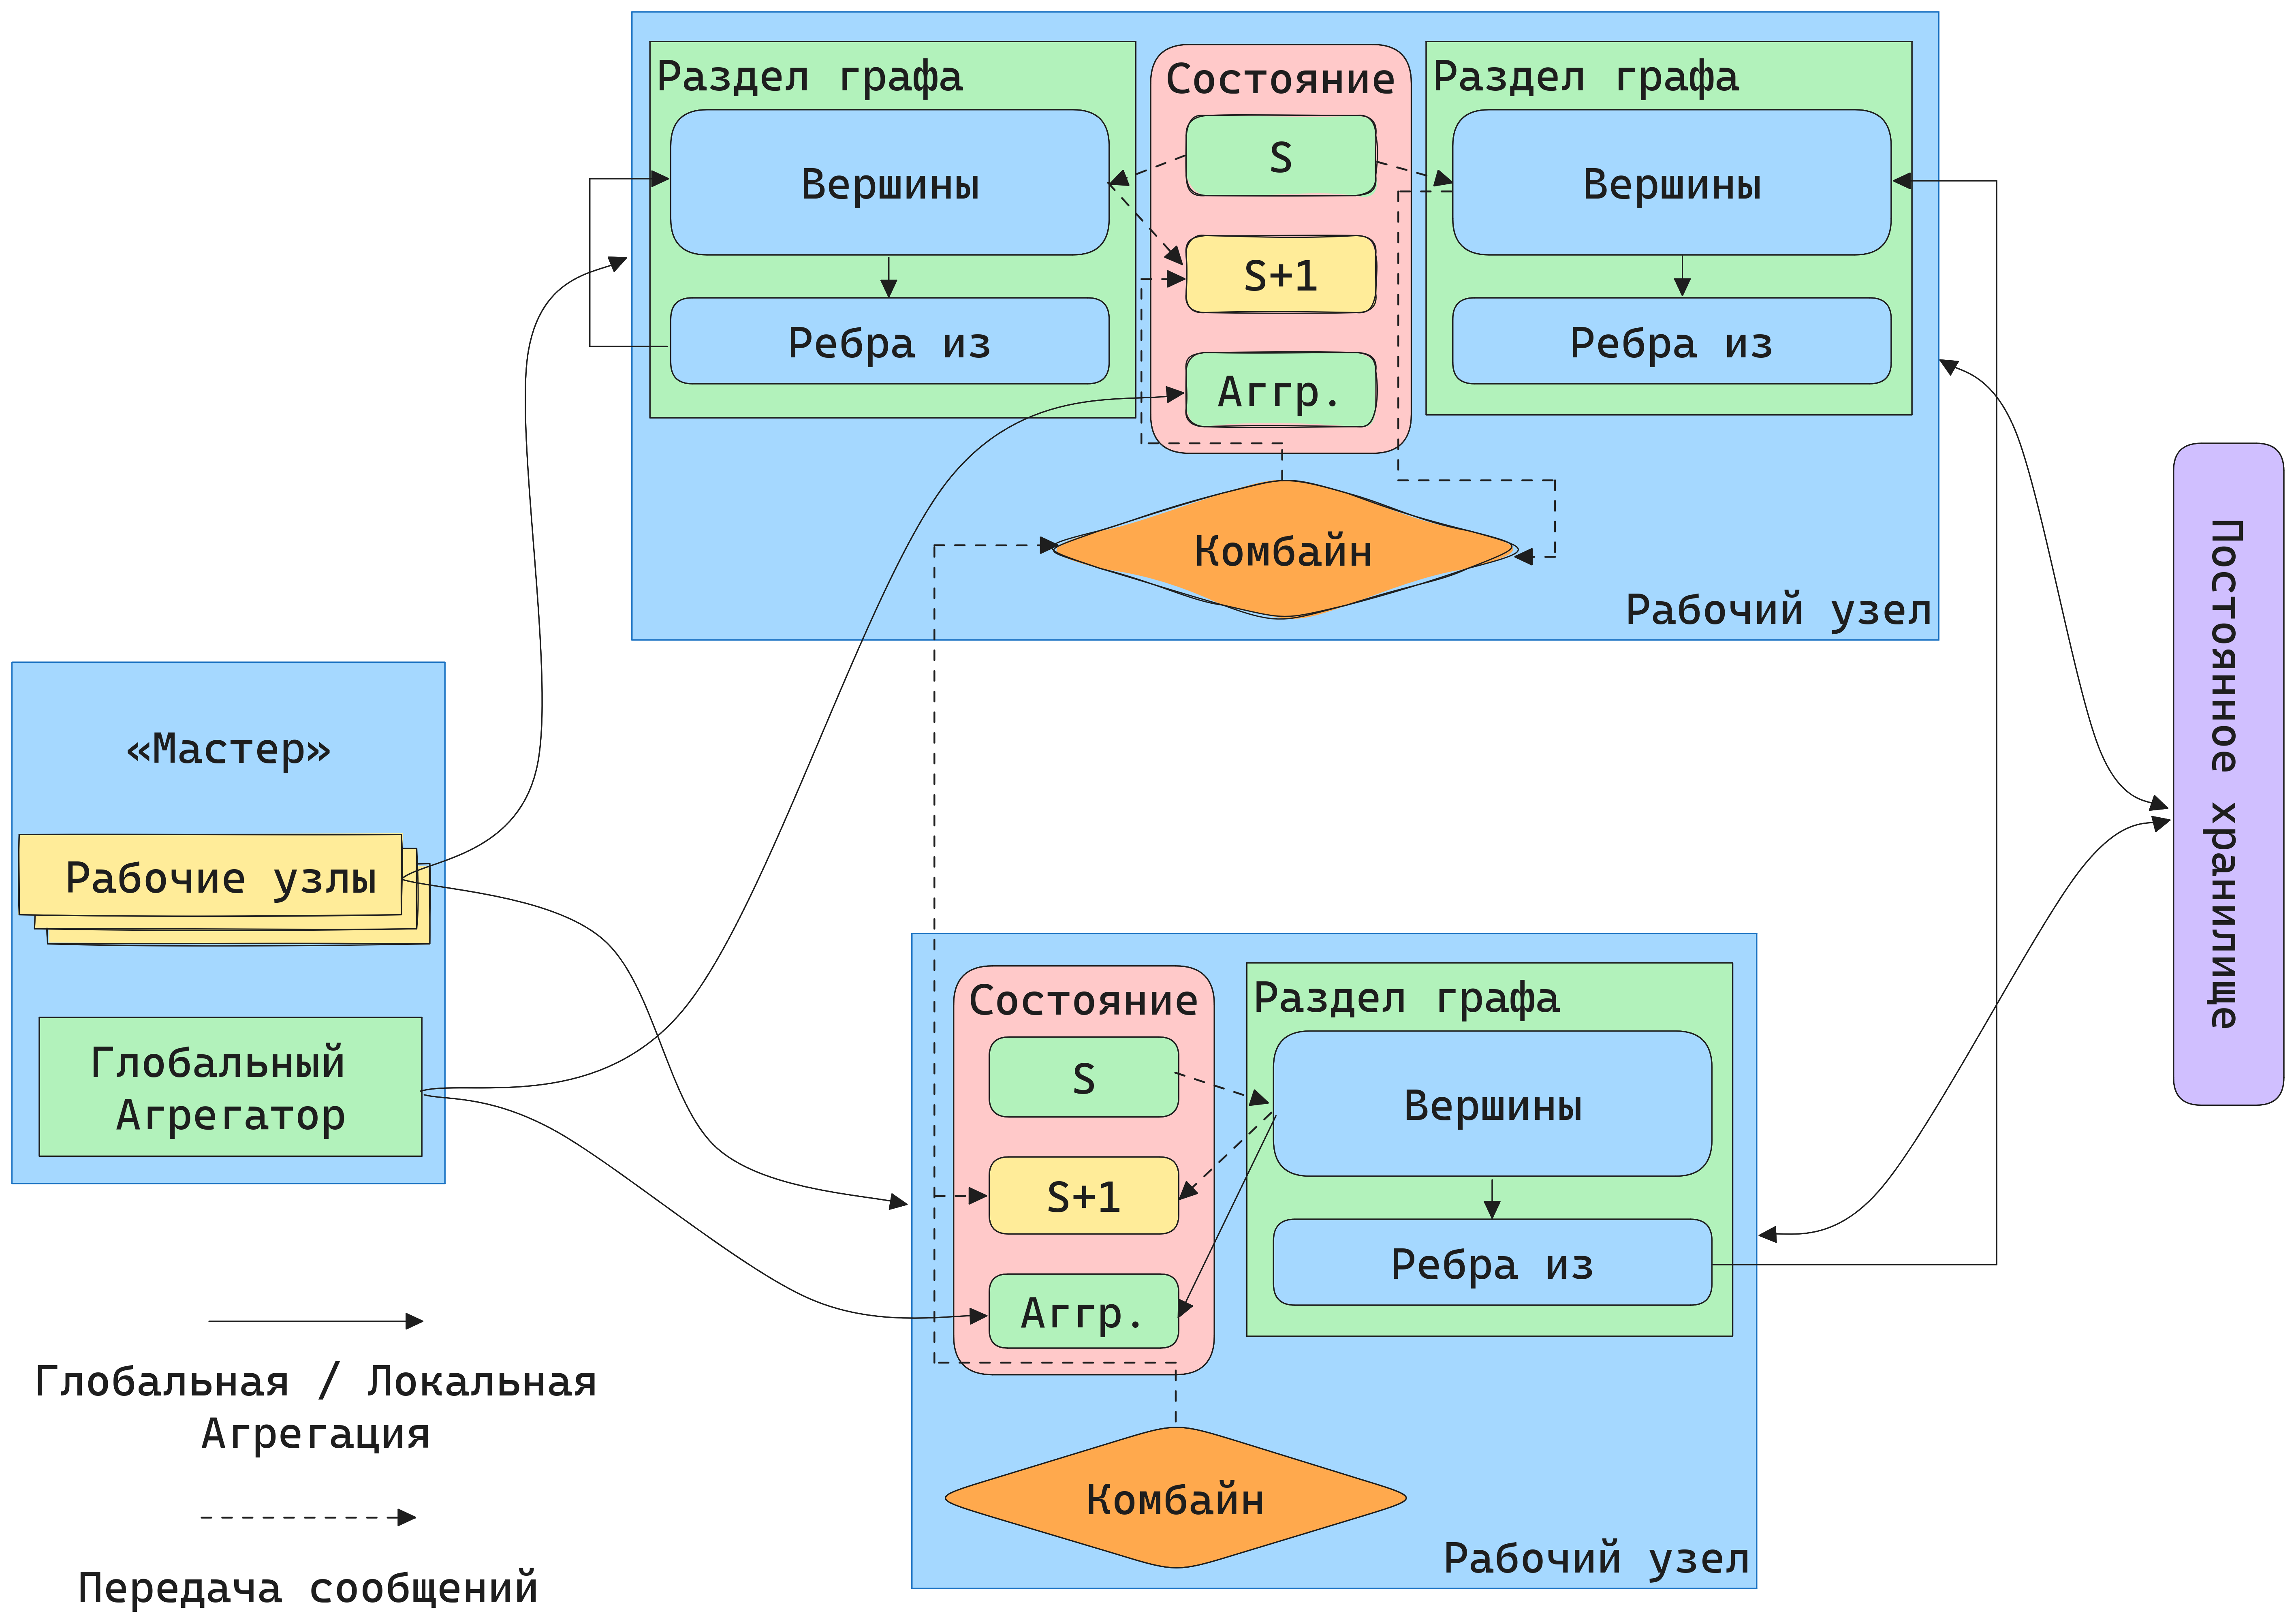 Раздел графа
Вершины
Ребра из
Состояние
S
S+1
Аггр.
Раздел графа
Вершины
Ребра из
Комбайн
Рабочий узел
«Мастер»
Рабочие узлы
Глобальный
Агрегатор
Состояние
S
S+1
Аггр.
Раздел графа
Вершины
Ребра из
Комбайн
Рабочий узел
Постоянное хранилище
Глобальная / Локальная
Агрегация
Передача сообщений